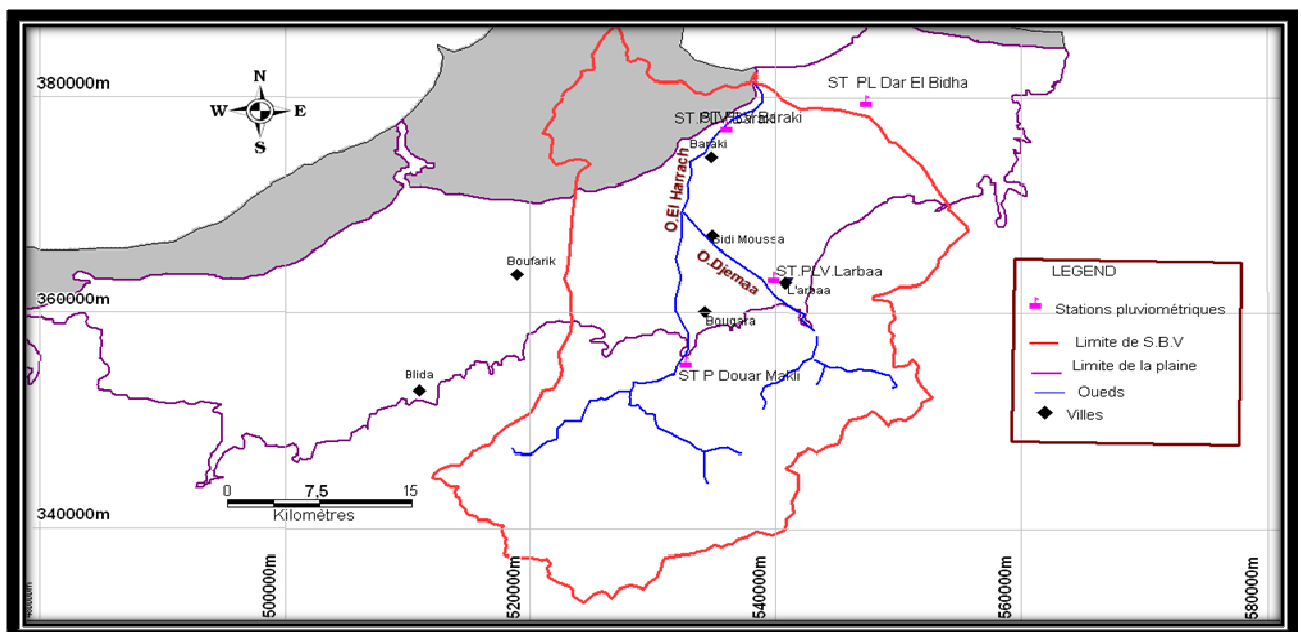 380000m
N
W E
S
ST PL Dar El Bidha
Baraki
O.El Harrach
Sidi Moussa
Boufarik
O.Djemaa
ST.PLV.Larbaa
L'arbaa
360000m
Bougara
ST P Douar Makli
Blida
LEGEND
Stations pluviométriques
Limite de S.B.V
Limite de la plaine
Oueds
Villes
0 7,5 15
Kilomètres
340000m
500000m
520000m
540000m
560000m
580000m